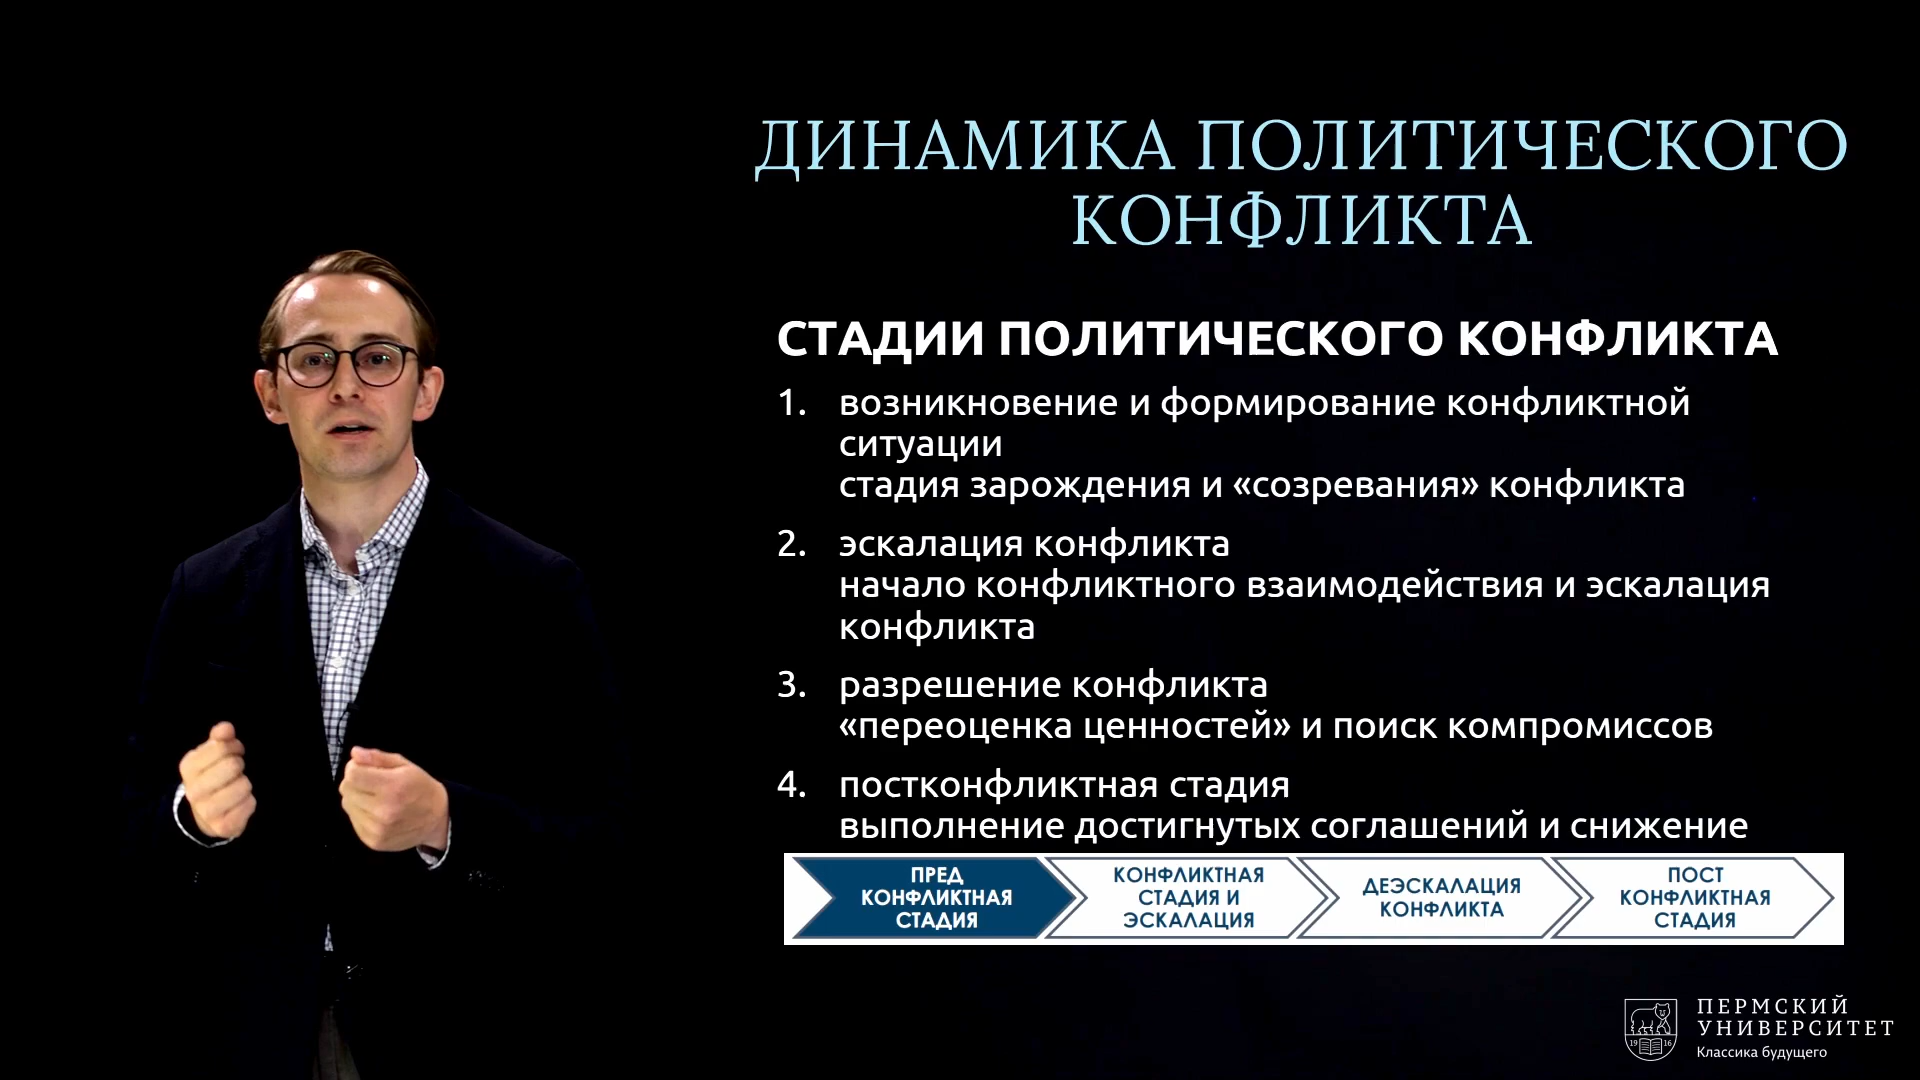 ДИНАМИКА ПОЛИТИЧЕСКОГО
КОНФЛИКТА
СТАДИИ ПОЛИТИЧЕСКОГО КОНФЛИКТА
1. возникновение и формирование конфликтной
ситуации
стадия зарождения и «созревания» конфликта
2. эскалация конфликта
начало конфликтного взаимодействия и эскалация
конфликта
3. разрешение конфликта
«переоценка ценностей» и поиск компромиссов
4. постконфликтная стадия
выполнение достигнутых соглашений и снижение
ПРЕД
КОНФЛИКТНАЯ
СТАДИЯ
КОНФЛИКТНАЯ
СТАДИЯ И
ЭСКАЛАЦИЯ
ДЕЭСКАЛАЦИЯ
КОНФЛИКТА
ПОСТ
КОНФЛИКТНАЯ
СТАДИЯ
ПЕРМСКИЙ
УНИВЕРСИТЕТ
Классика будущего
19 16